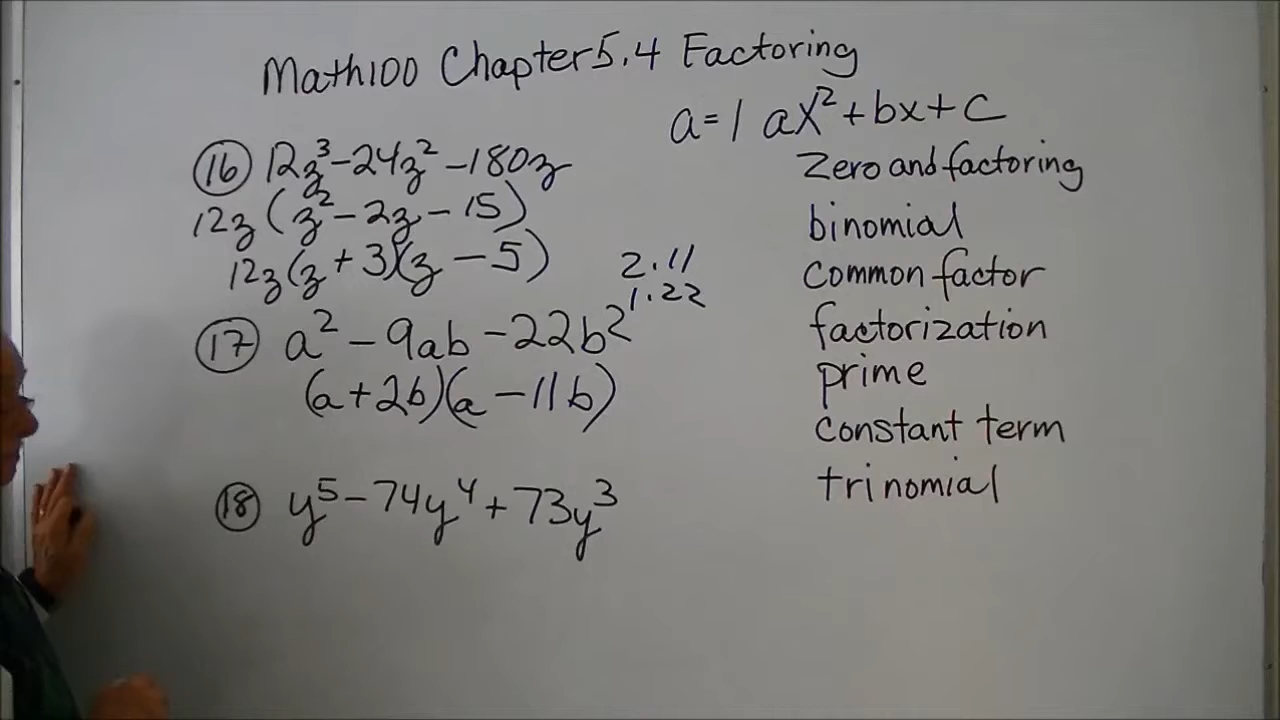 Math100 Chapter 5.4 Factoring
a=1 ax²+bx+c
⑯ 12z³-24z²-180z
12z(z²-2z-15)
12z(z+3)(z-5)
2.11
1.22
⑰ a²-9ab-22b²
(a+2b)(a-11b)
⑱ y⁵-74y⁴+73y³
Zero and factoring
binomial
common factor
factorization
prime
constant term
trinomial